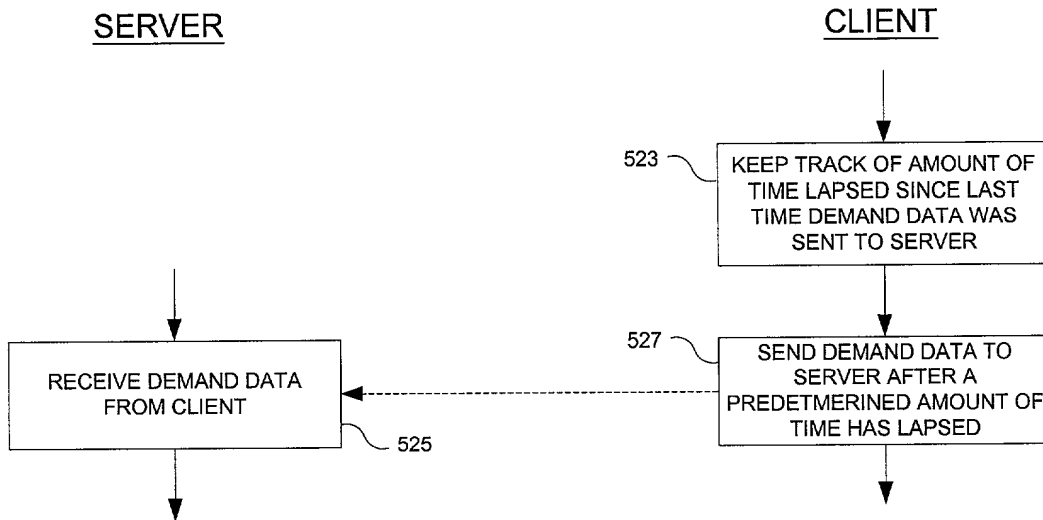 SERVER
CLIENT
523
KEEP TRACK OF AMOUNT OF
TIME LAPSED SINCE LAST
TIME DEMAND DATA WAS
SENT TO SERVER
527
SEND DEMAND DATA TO
SERVER AFTER A
PREDETMERINED AMOUNT OF
TIME HAS LAPSED
RECEIVE DEMAND DATA
FROM CLIENT
525